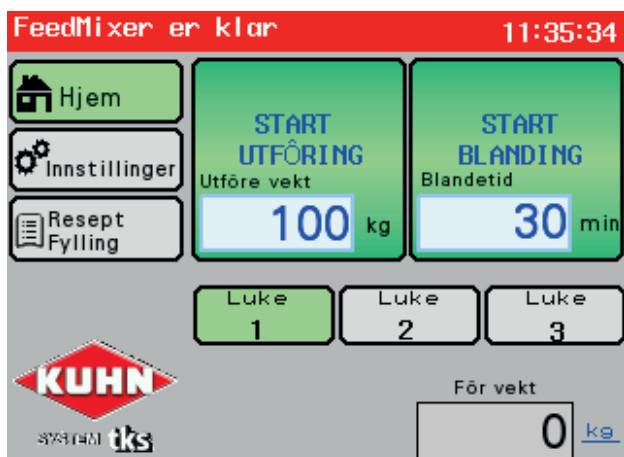 FeedMixer er klar 11:35:34
Hjem
Innstillinger
Resept
Fylling
START
UTFÔRING
Utfôre vekt
100 kg
START
BLANDING
Blandetid
30 min
Luke
1
Luke
2
Luke
3
KUHN
SYSTEM tks
Fôr vekt
0 kg